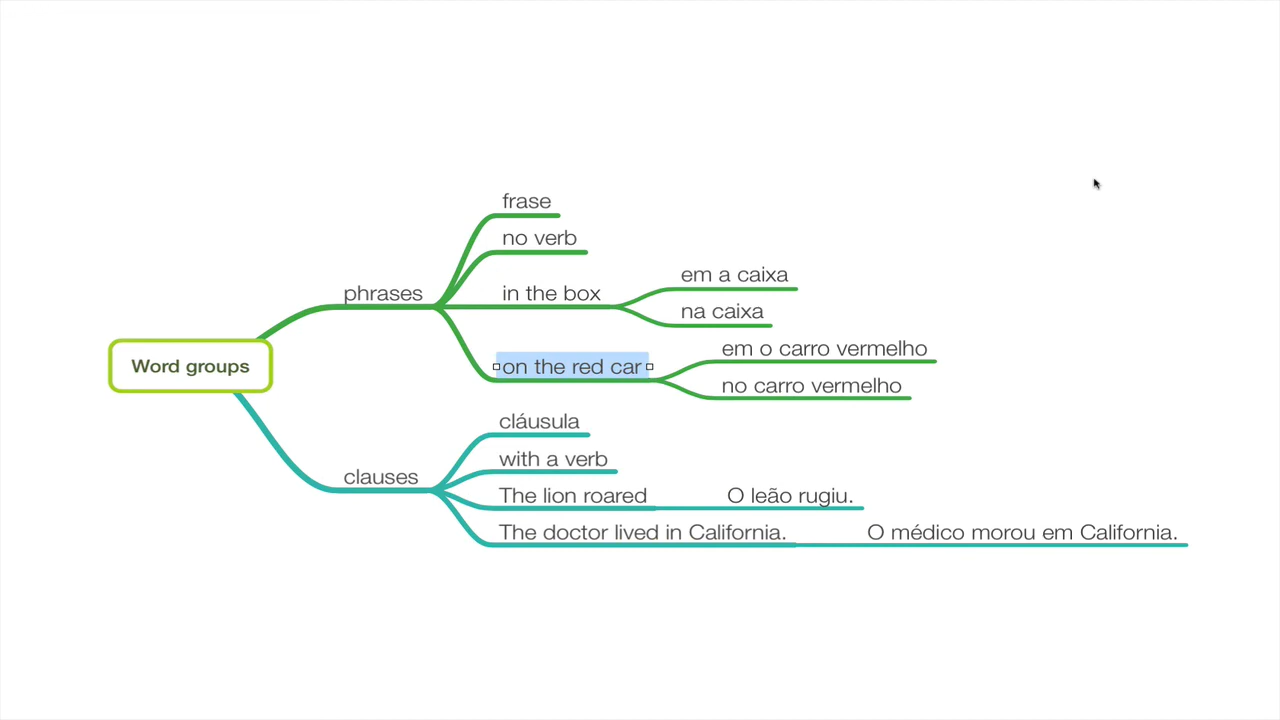 Word groups
phrases
frase
no verb
in the box
em a caixa
na caixa
on the red car
em o carro vermelho
no carro vermelho
clauses
cláusula
with a verb
The lion roared
O leão rugiu.
The doctor lived in California.
O médico morou em California.